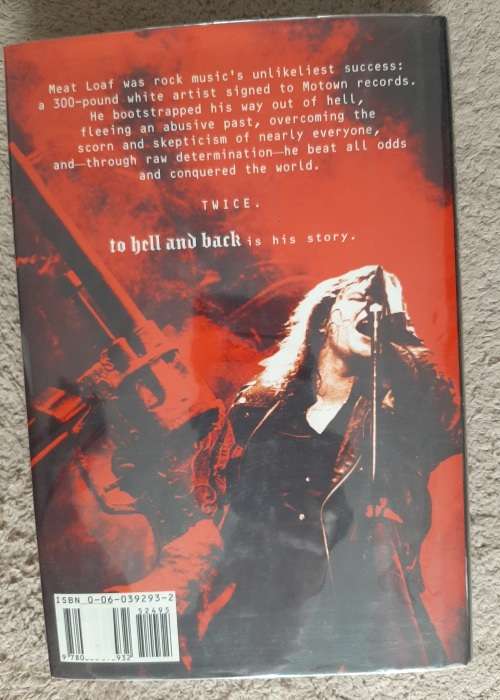 Meat Loaf was rock music's unlikeliest success:
a 300-pound white artist signed to Motown records.
He bootstrapped his way out of hell,
fleeing an abusive past, overcoming the
scorn and skepticism of nearly everyone,
and—through raw determination—he beat all odds
and conquered the world.
TWICE.
to hell and back is his story.
ISBN 0-06-039293-2
52495